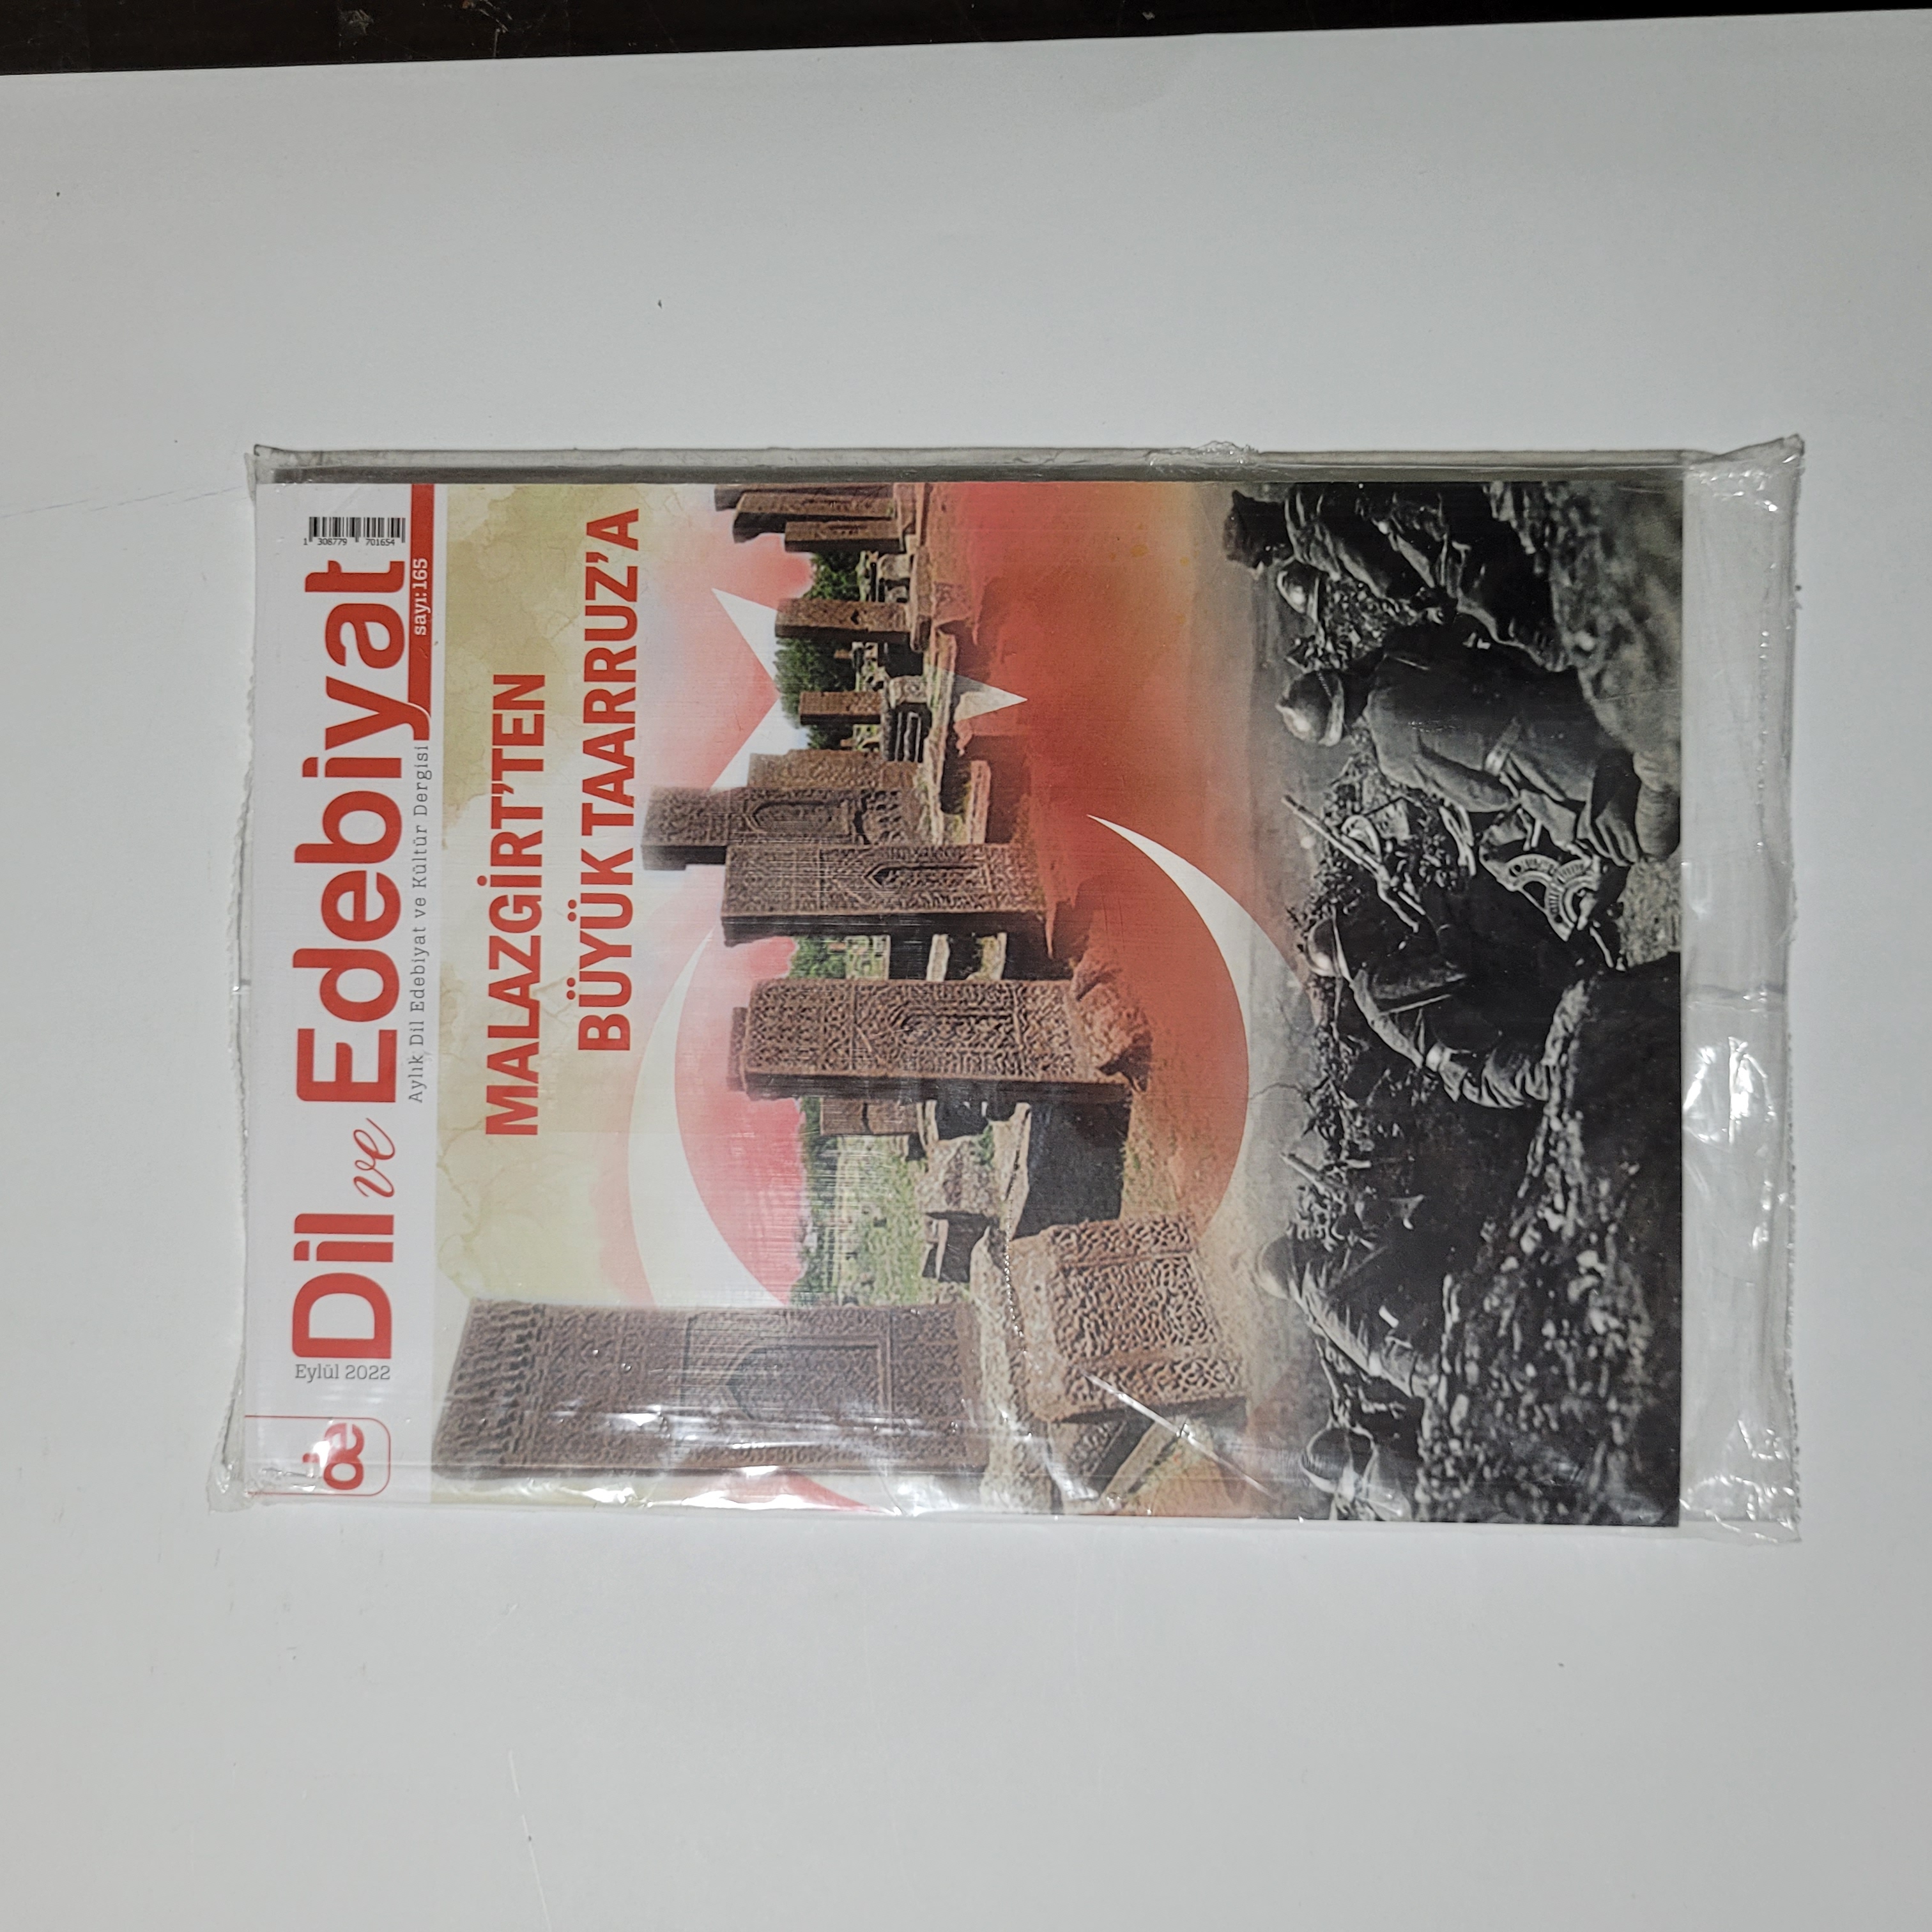 de
Eylül 2022
Dil ve Edebiyat
Aylık Dil Edebiyat ve Kültür Dergisi
sayı: 165
1 308779 701654
MALAZGİRT'TEN
BÜYÜK TAARRUZ'A